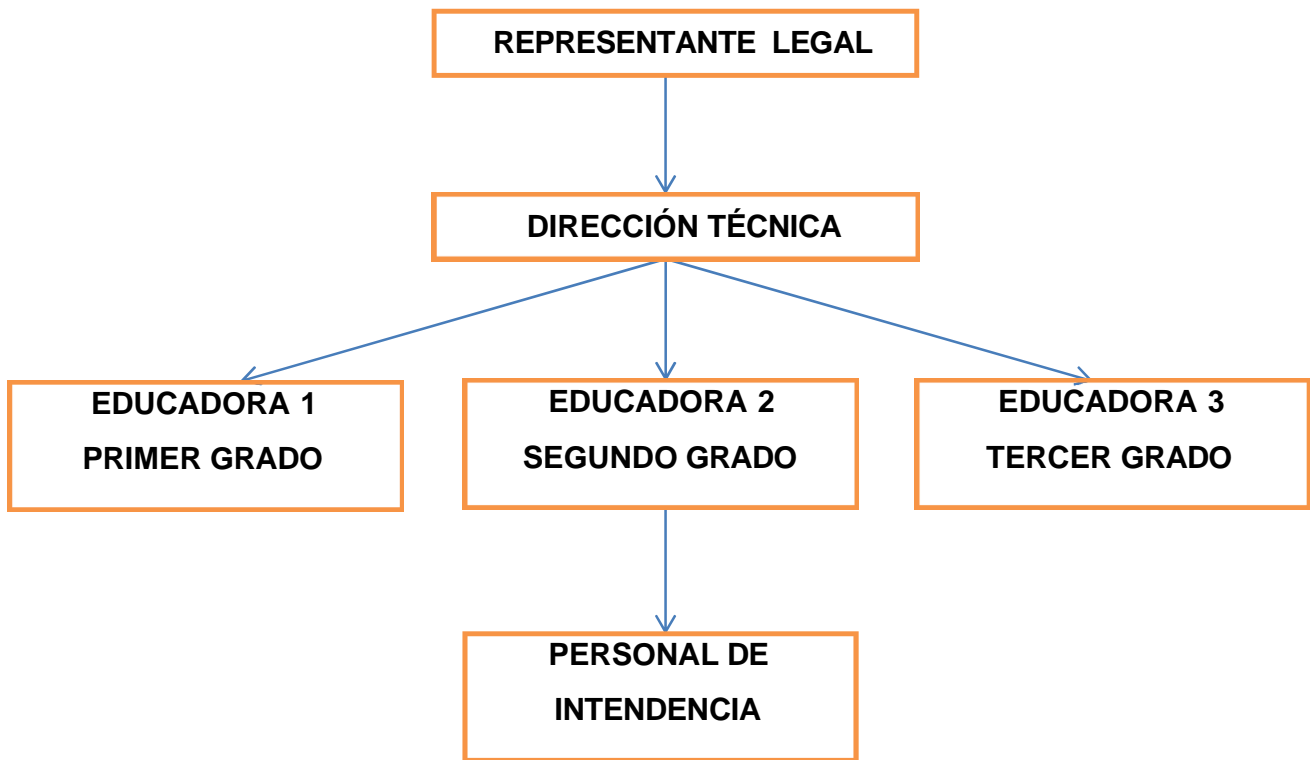 REPRESENTANTE LEGAL
DIRECCIÓN TÉCNICA
EDUCADORA 1
PRIMER GRADO
EDUCADORA 2
SEGUNDO GRADO
EDUCADORA 3
TERCER GRADO
PERSONAL DE
INTENDENCIA